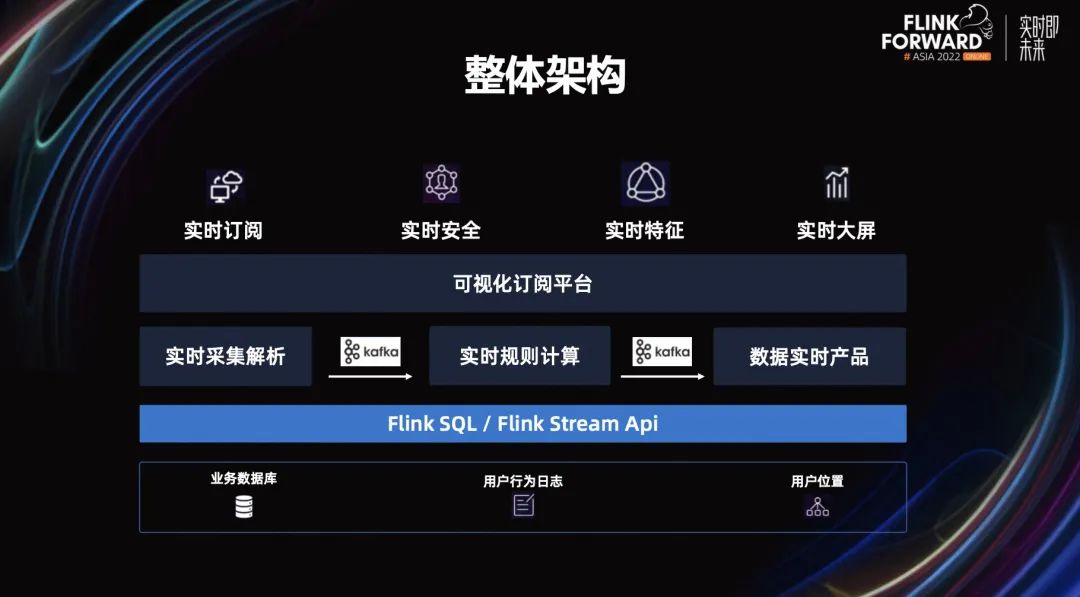 FLINK
FORWARD
# ASIA 2022 ONLINE
实时即
未来
整体架构
实时订阅
实时安全
实时特征
实时大屏
可视化订阅平台
实时采集解析
kafka
实时规则计算
kafka
数据实时产品
Flink SQL / Flink Stream Api
业务数据库
用户行为日志
用户位置